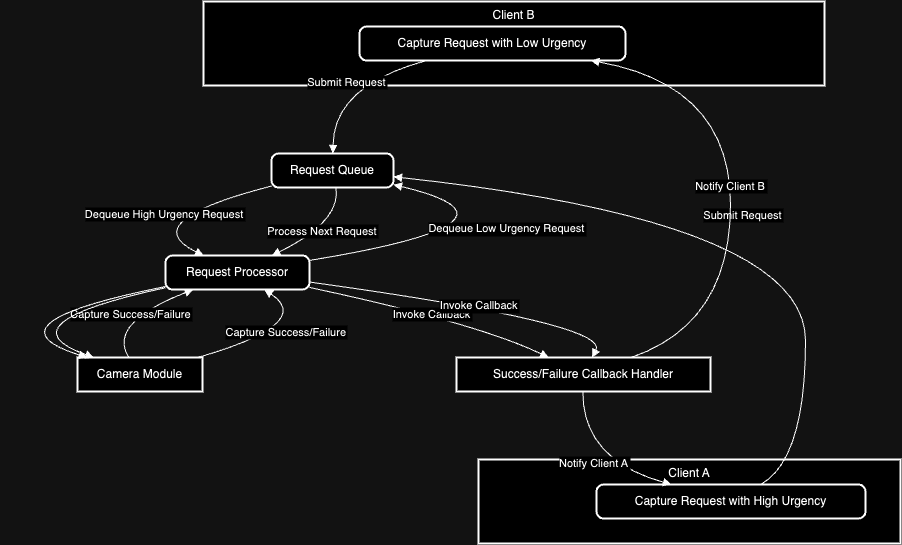 Client B
Capture Request with Low Urgency
Submit Request
Request Queue
Notify Client B
Dequeue High Urgency Request
Submit Request
Process Next Request
Dequeue Low Urgency Request
Request Processor
Invoke Callback
Capture Success/Failure
Invoke Callback
Capture Success/Failure
Camera Module
Success/Failure Callback Handler
Notify Client A
Client A
Capture Request with High Urgency